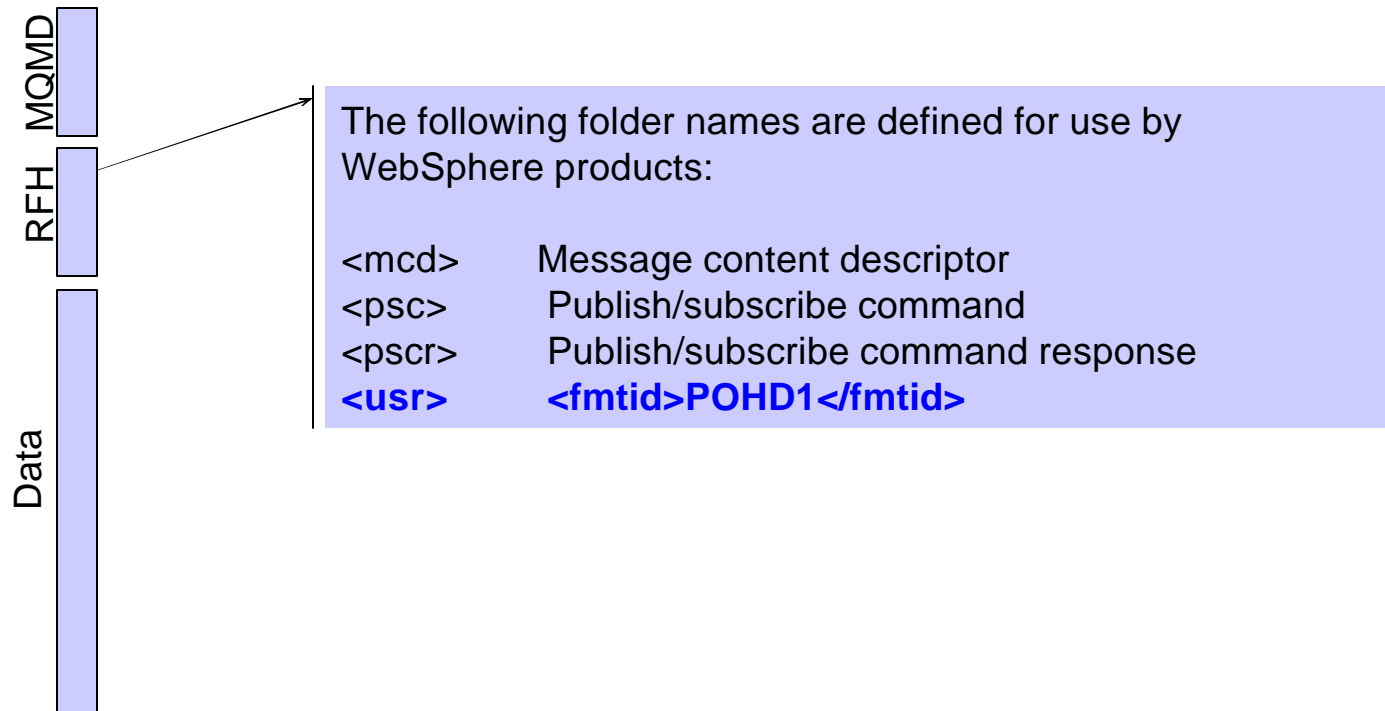 MQMD
RFH
Data
The following folder names are defined for use by
WebSphere products:
<mcd> Message content descriptor
<psc> Publish/subscribe command
<pscr> Publish/subscribe command response
<usr> <fmtid>POHD1</fmtid>